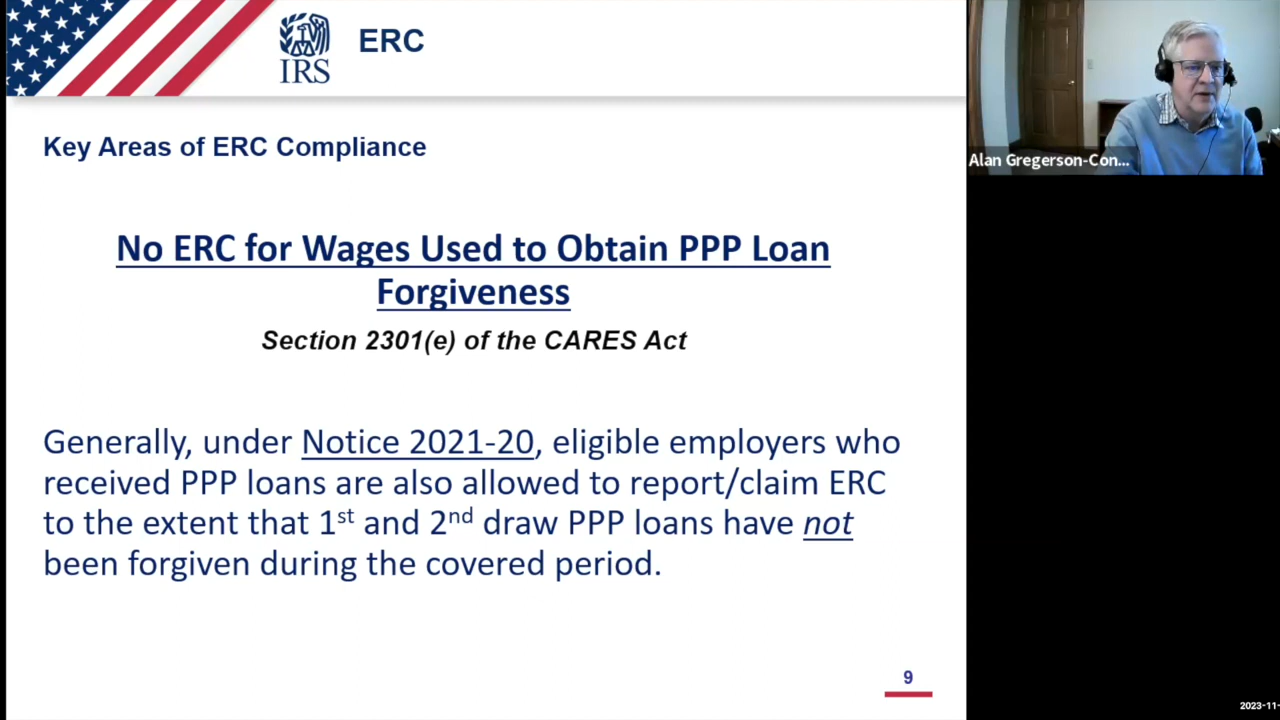 IRS
ERC
Key Areas of ERC Compliance
No ERC for Wages Used to Obtain PPP Loan
Forgiveness
Section 2301(e) of the CARES Act
Generally, under Notice 2021-20, eligible employers who
received PPP loans are also allowed to report/claim ERC
to the extent that 1st and 2nd draw PPP loans have not
been forgiven during the covered period.
9
Alan Gregerson-Con...
2023-11-